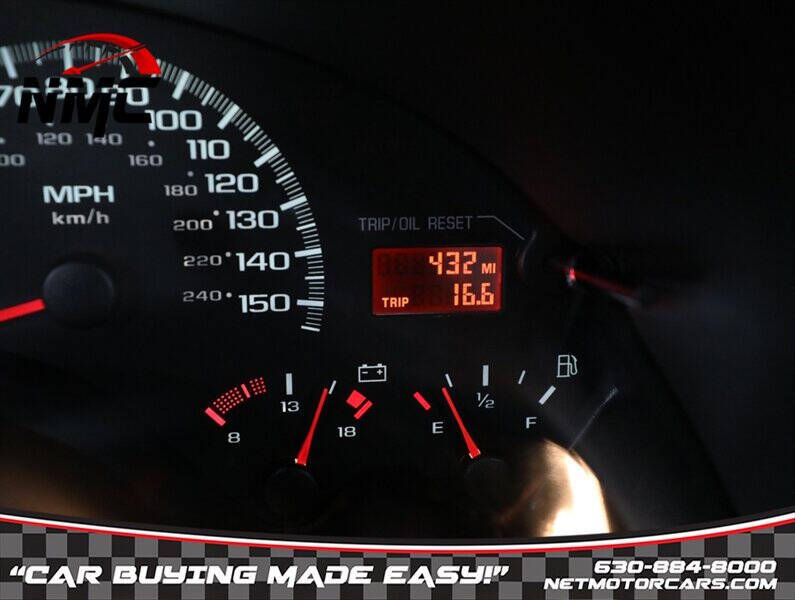 NMC
70 80 90
100
110
120
130
140
150
100 120 140
160
180
200
220
240
MPH
km/h
TRIP/OIL RESET
432 MI
TRIP 16.6
8 13 18
E 1/2 F
"CAR BUYING MADE EASY!"
630-884-8000
NETMOTORCARS.COM